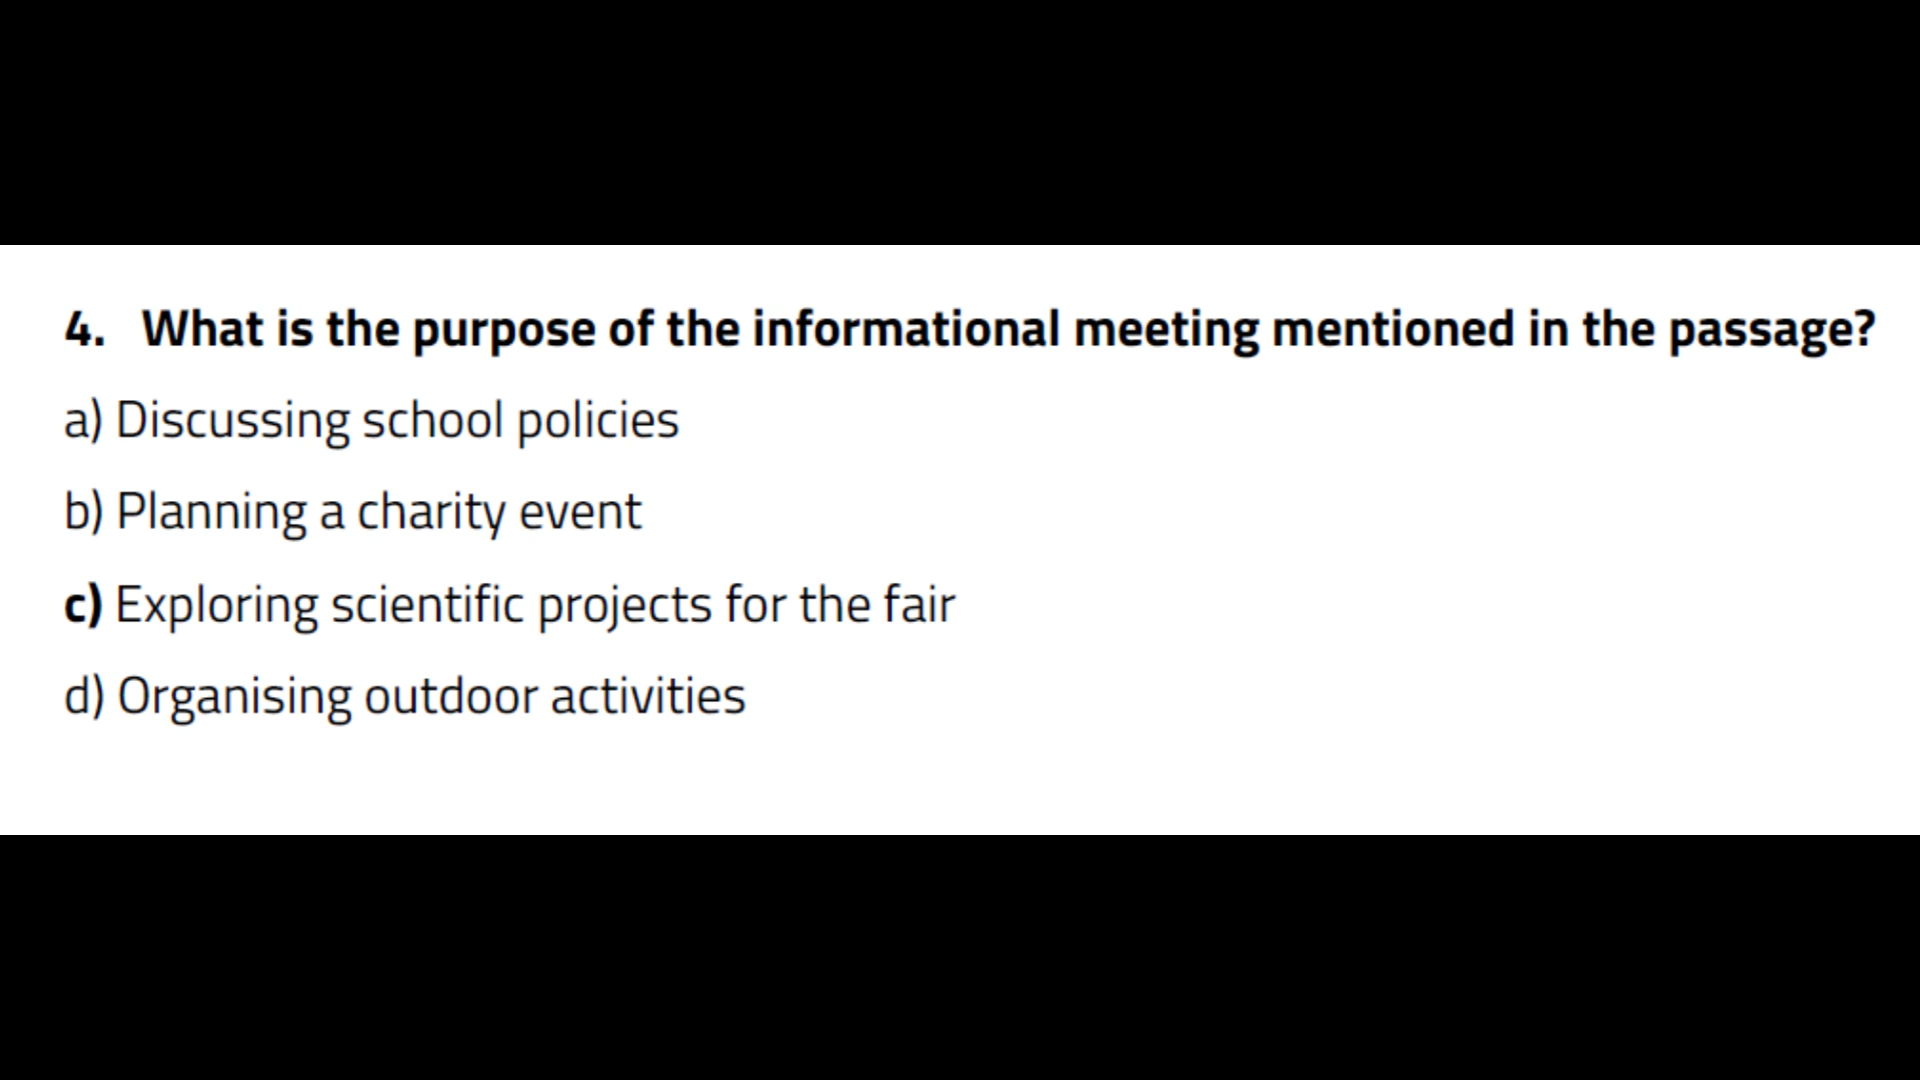 4. What is the purpose of the informational meeting mentioned in the passage?
a) Discussing school policies
b) Planning a charity event
c) Exploring scientific projects for the fair
d) Organising outdoor activities